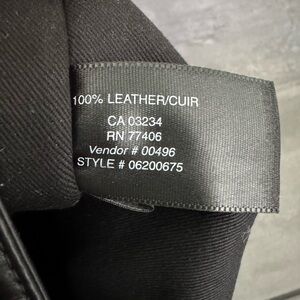 100% LEATHER/CUIR
CA 03234
RN 77406
Vendor # 00496
STYLE # 06200675